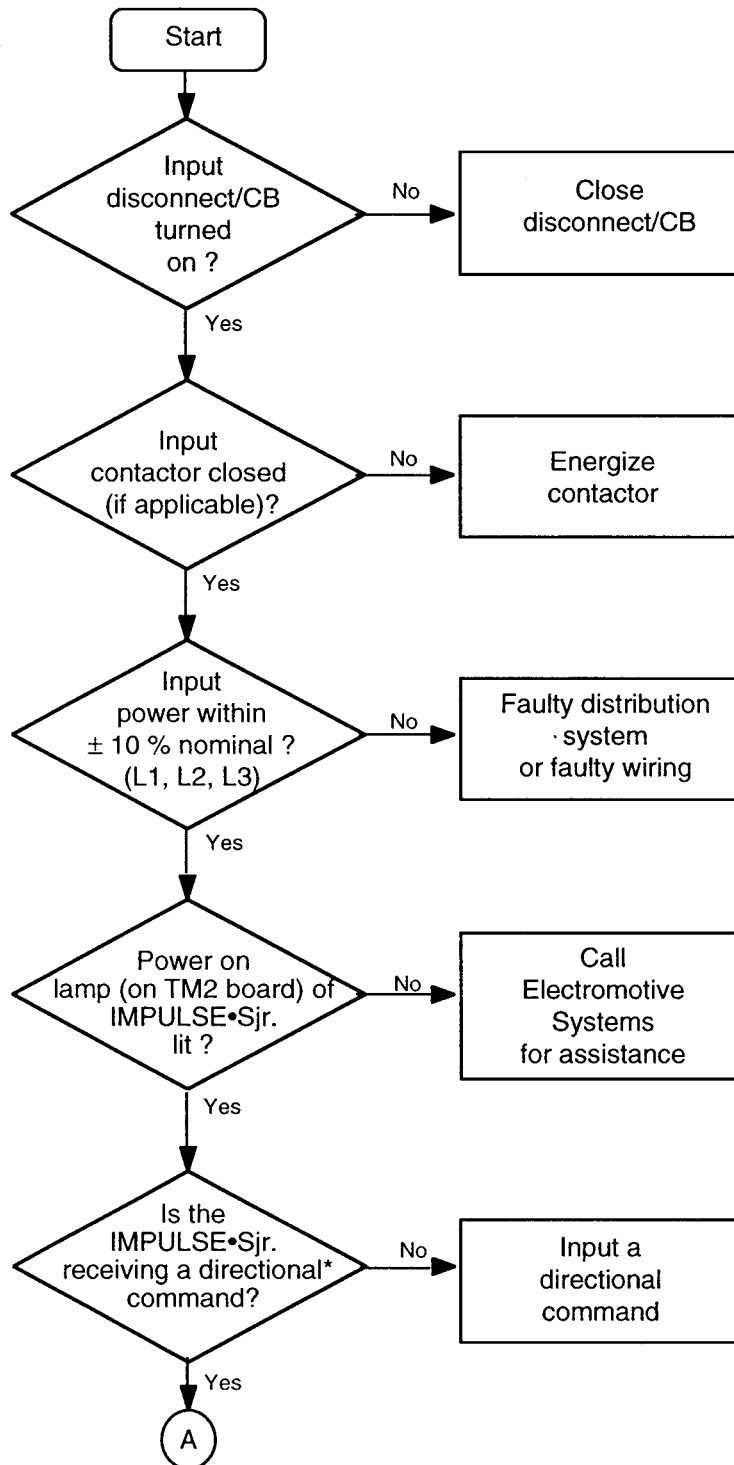 Start
Input
disconnect/CB
turned
on ?
No
Close
disconnect/CB
Yes
Input
contactor closed
(if applicable)?
No
Energize
contactor
Yes
Input
power within
± 10 % nominal ?
(L1, L2, L3)
No
Faulty distribution
system
or faulty wiring
Yes
Power on
lamp (on TM2 board) of
IMPULSE•Sjr.
lit ?
No
Call
Electromotive
Systems
for assistance
Yes
Is the
IMPULSE•Sjr.
receiving a directional*
command?
No
Input a
directional
command
Yes
A